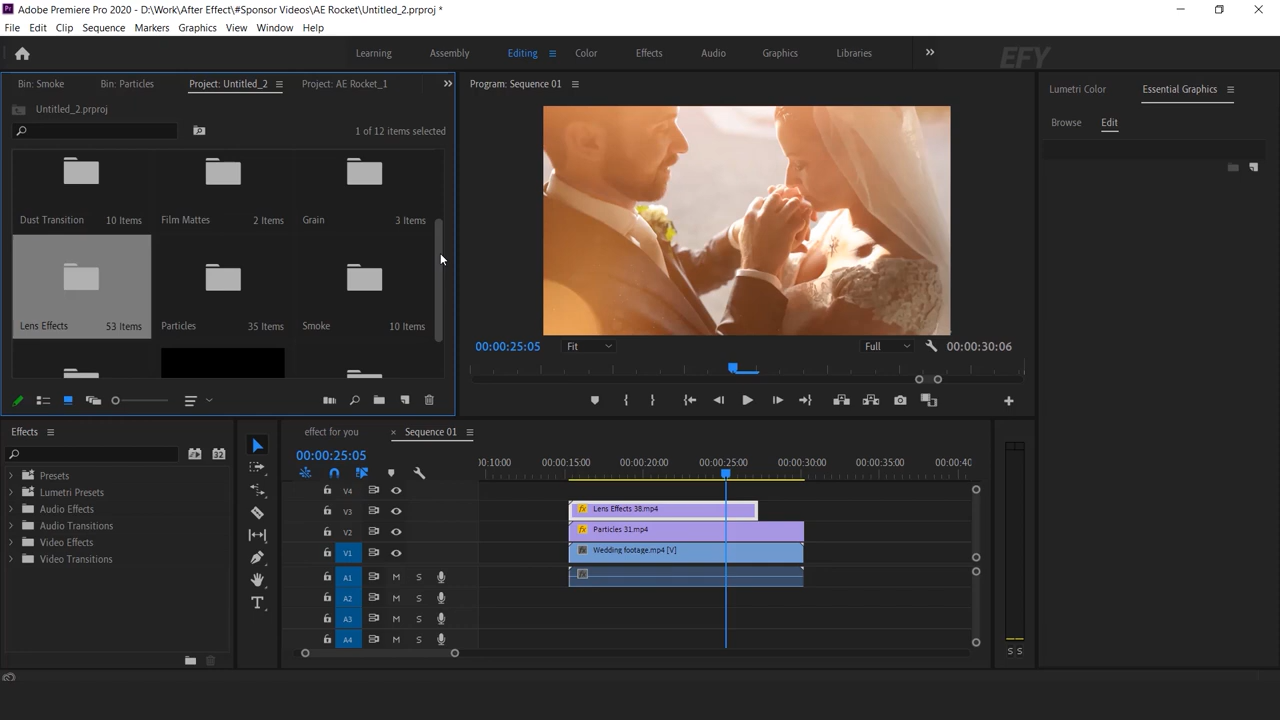 Adobe Premiere Pro 2020 - D:\Work\After Effect\#Sponsor Videos\AE Rocket\Untitled_2.prproj *
File Edit Clip Sequence Markers Graphics View Window Help
Learning Assembly Editing Color Effects Audio Graphics Libraries
EFY
Bin: Smoke Bin: Particles Project: Untitled_2 Project: AE Rocket_1
Program: Sequence 01
Lumetri Color Essential Graphics
Untitled_2.prproj
Browse Edit
1 of 12 items selected
Dust Transition 10 Items Film Mattes 2 Items Grain 3 Items
Lens Effects 53 Items Particles 35 Items Smoke 10 Items
00:00:25:05 Fit Full 00:00:30:06
Effects
effect for you × Sequence 01
00:00:25:05
:00:10:00 00:00:15:00 00:00:20:00 00:00:25:00 00:00:30:00 00:00:35:00 00:00:40
Presets
Lumetri Presets
Audio Effects
Audio Transitions
Video Effects
Video Transitions
V4
V3 fx Lens Effects 38.mp4
V2 fx Particles 31.mp4
V1 fx Wedding footage.mp4 [V]
A1 M S fx
A2 M S
A3 M S
A4 M S
S S